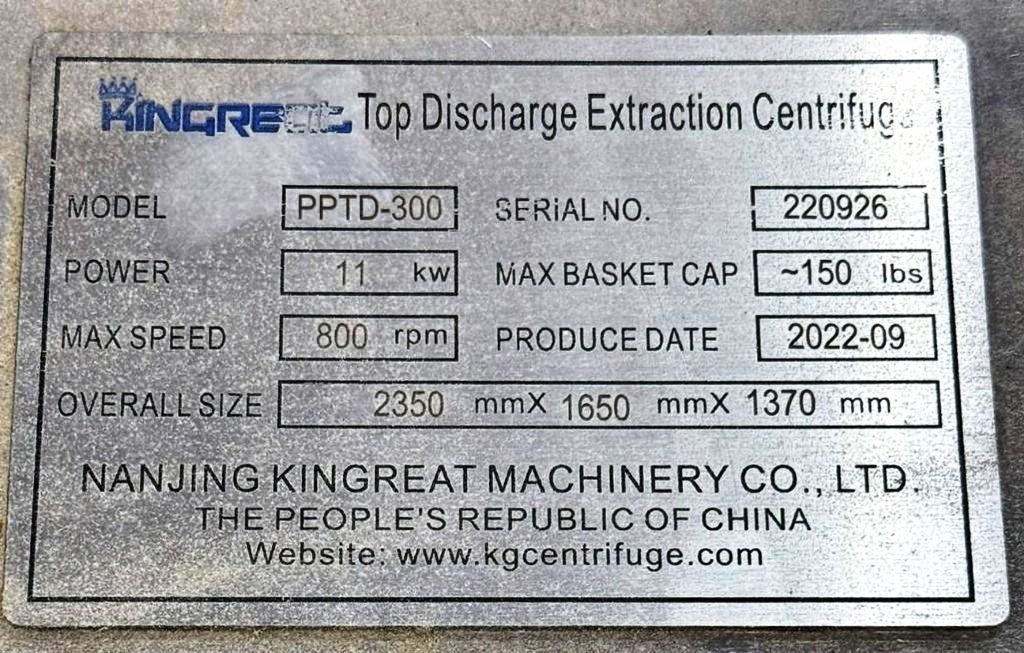 KINGREAT Top Discharge Extraction Centrifuge
MODEL PPTD-300 SERIAL NO. 220926
POWER 11 kw MAX BASKET CAP ~150 lbs
MAX SPEED 800 rpm PRODUCE DATE 2022-09
OVERALL SIZE 2350 mmX 1650 mmX 1370 mm
NANJING KINGREAT MACHINERY CO., LTD.
THE PEOPLE'S REPUBLIC OF CHINA
Website: www.kgcentrifuge.com